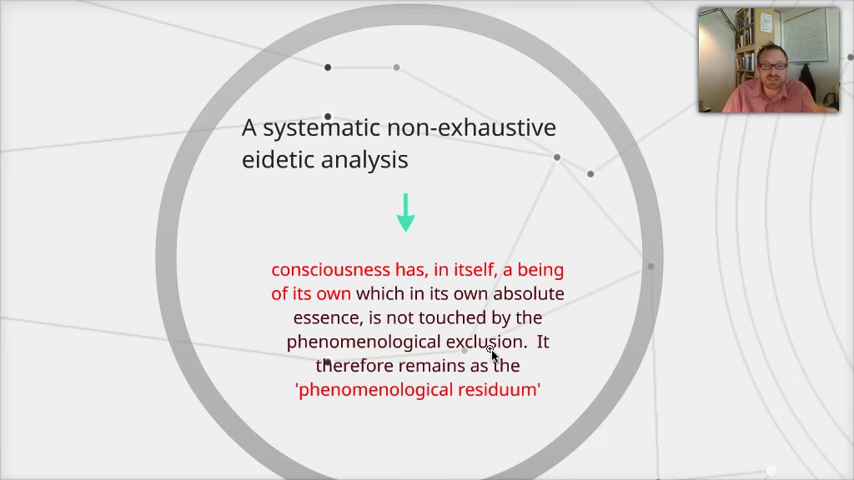 A systematic non-exhaustive
eidetic analysis
consciousness has, in itself, a being
of its own which in its own absolute
essence, is not touched by the
phenomenological exclusion.  It
therefore remains as the
'phenomenological residuum'